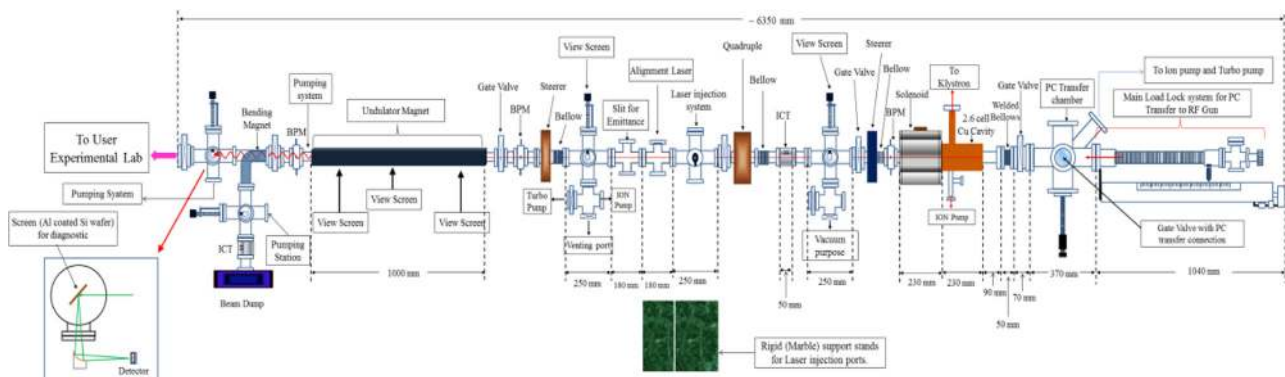 ~ 6350 mm
View Screen
Quadruple
View Screen
Steerer
To
Klystron
To Ion pump and Turbo pump
Pumping
system
Gate Valve
Steerer
Alignment Laser
Bellow
Gate Valve
Bellow
Solenoid
Gate Valve
PC Transfer
chamber
Main Load Lock system for PC
Transfer to RF Gun
Bending
Magnet
BPM
Undulator Magnet
BPM
Ballow
Slit for
Emittance
Laser injection
system
ICT
BPM
2.6 cell
Cu Cavity
Welded
Bellows
To User
Experimental Lab
Pumping System
View Screen
View Screen
View Screen
Turbo
Pump
ION
Pump
ION Pump
Screen (Al coated Si wafer)
for diagnostic
ICT
Pumping
Station
Venting port
Vacuum
purpose
Gate Valve with PC
transfer connection
Beam Dump
1000 mm
250 mm
180 mm
180 mm
250 mm
50 mm
250 mm
230 mm
230 mm
90 mm
50 mm
70 mm
370 mm
1040 mm
Rigid (Marble) support stands
for Laser injection ports.
Detector